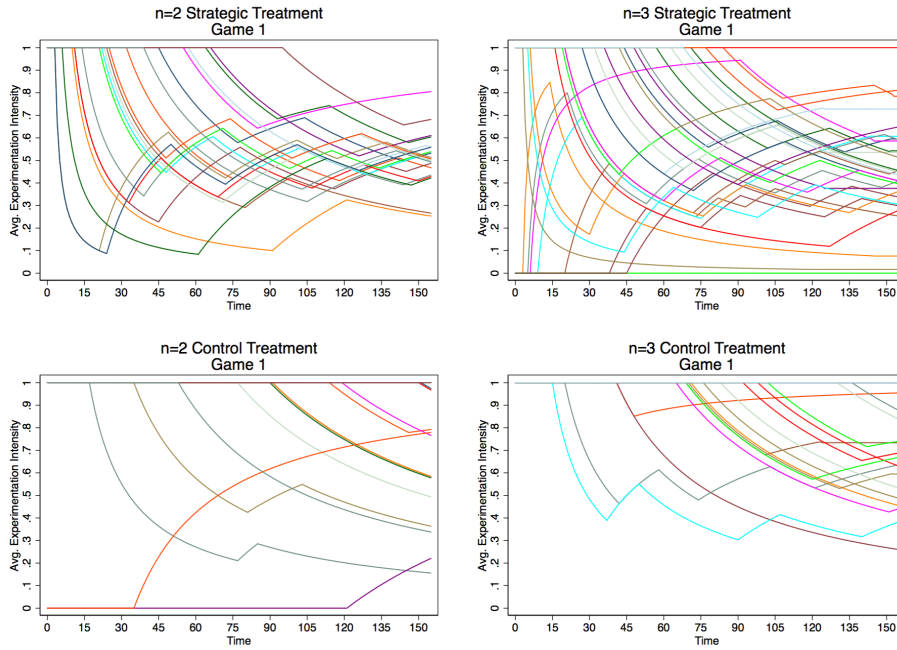 n=2 Strategic Treatment
Game 1
Avg. Experimentation Intensity
0 .1 .2 .3 .4 .5 .6 .7 .8 .9 1
0 15 30 45 60 75 90 105 120 135 150
Time
n=3 Strategic Treatment
Game 1
Avg. Experimentation Intensity
0 .1 .2 .3 .4 .5 .6 .7 .8 .9 1
0 15 30 45 60 75 90 105 120 135 150
Time
n=2 Control Treatment
Game 1
Avg. Experimentation Intensity
0 .1 .2 .3 .4 .5 .6 .7 .8 .9 1
0 15 30 45 60 75 90 105 120 135 150
Time
n=3 Control Treatment
Game 1
Avg. Experimentation Intensity
0 .1 .2 .3 .4 .5 .6 .7 .8 .9 1
0 15 30 45 60 75 90 105 120 135 150
Time